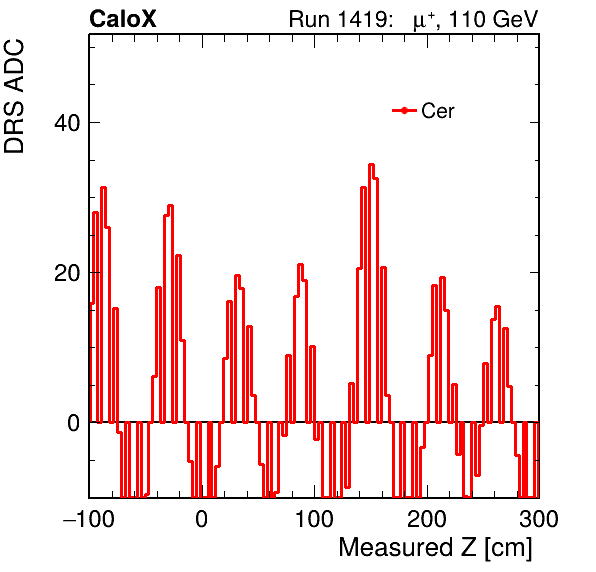 CaloX Run 1419: μ⁺, 110 GeV
DRS ADC
Cer
40
20
0
−100 0 100 200 300
Measured Z [cm]